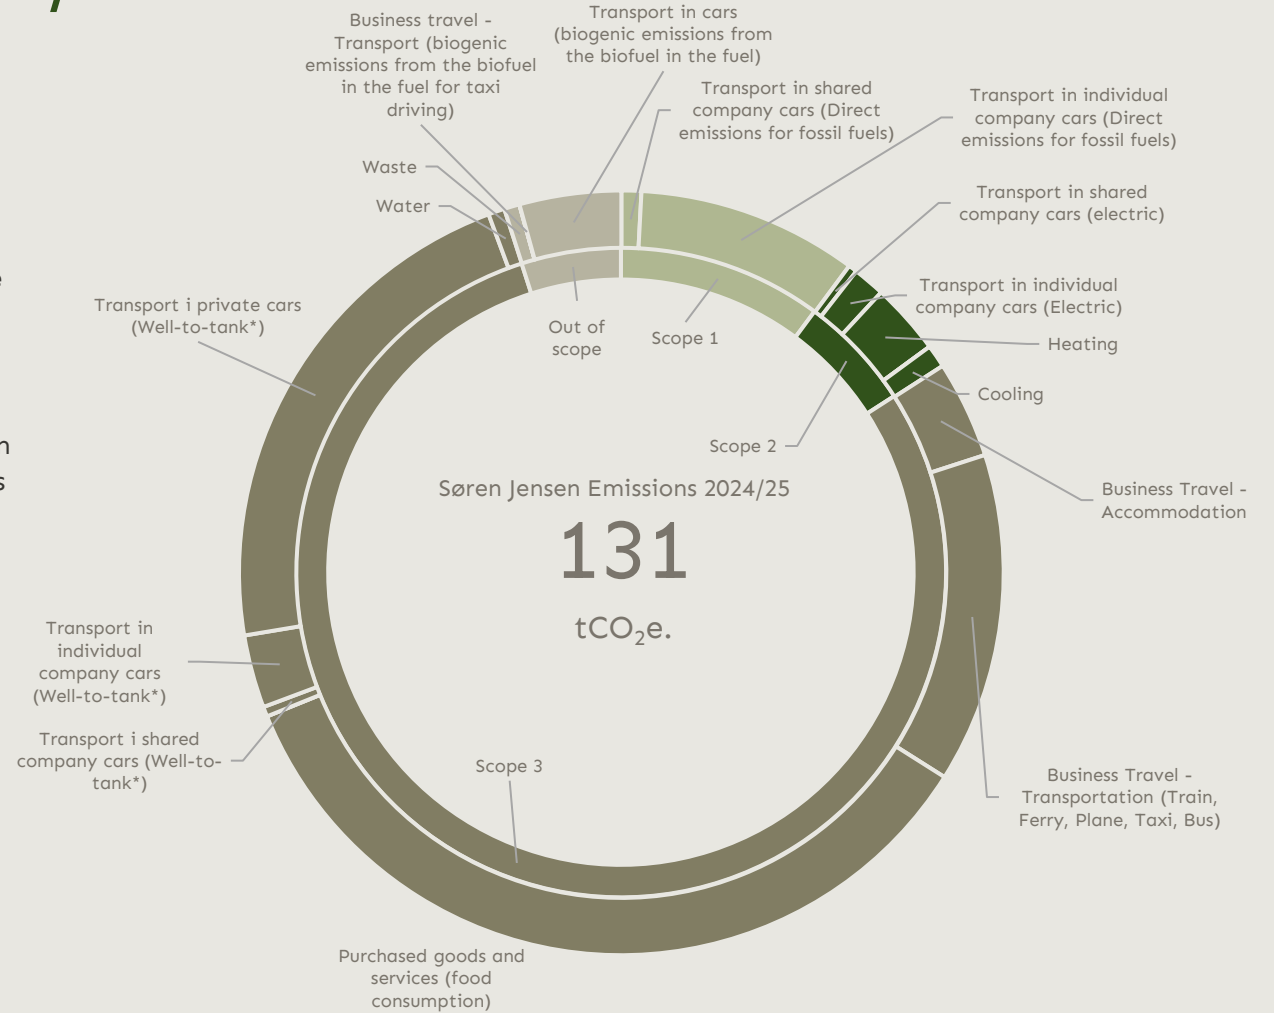 Business travel -
Transport (biogenic
emissions from the biofuel
in the fuel for taxi
driving)
Transport in cars
(biogenic emissions from
the biofuel in the fuel)
Transport in shared
company cars (Direct
emissions for fossil fuels)
Transport in individual
company cars (Direct
emissions for fossil fuels)
Waste
Water
Transport in shared
company cars (electric)
Transport i private cars
(Well-to-tank*)
Transport in individual
company cars (Electric)
Out of
scope
Scope 1
Heating
Cooling
Scope 2
Business Travel -
Accommodation
Søren Jensen Emissions 2024/25
131
tCO₂e.
Transport in
individual
company cars
(Well-to-tank*)
Transport i shared
company cars (Well-to-
tank*)
Scope 3
Business Travel -
Transportation (Train,
Ferry, Plane, Taxi, Bus)
Purchased goods and
services (food
consumption)